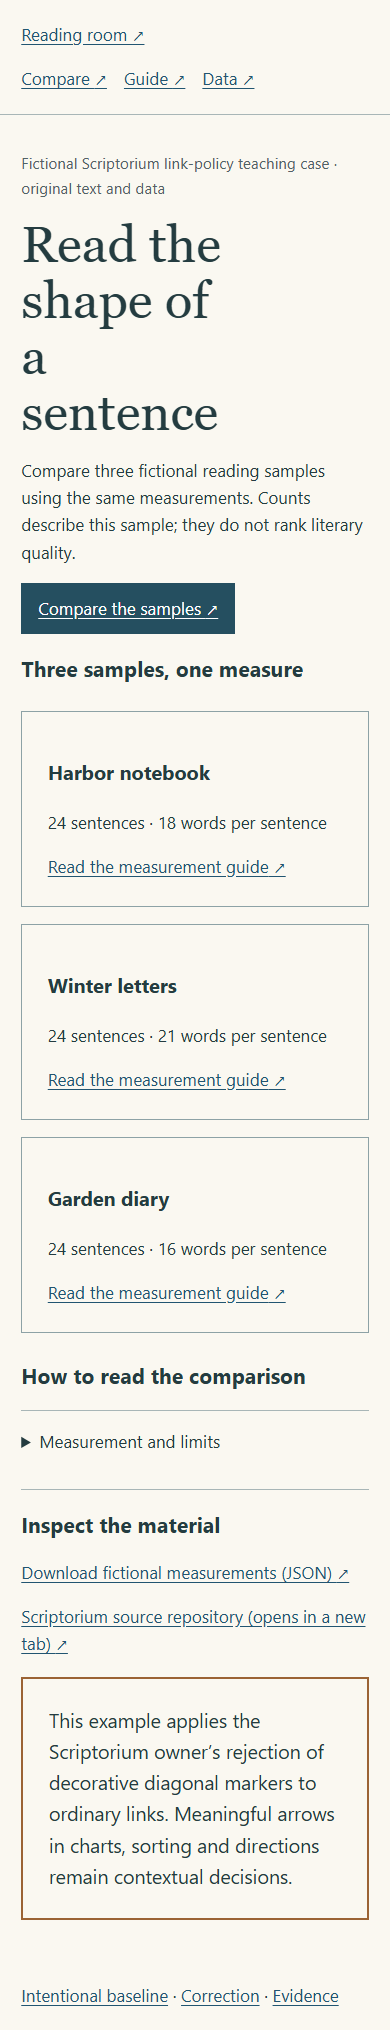 Reading room ↗
Compare ↗ Guide ↗ Data ↗
Fictional Scriptorium link-policy teaching case ·
original text and data
Read the
shape of
a
sentence
Compare three fictional reading samples
using the same measurements. Counts
describe this sample; they do not rank literary
quality.
Compare the samples ↗
Three samples, one measure
Harbor notebook
24 sentences · 18 words per sentence
Read the measurement guide ↗
Winter letters
24 sentences · 21 words per sentence
Read the measurement guide ↗
Garden diary
24 sentences · 16 words per sentence
Read the measurement guide ↗
How to read the comparison
▶ Measurement and limits
Inspect the material
Download fictional measurements (JSON) ↗
Scriptorium source repository (opens in a new
tab) ↗
This example applies the
Scriptorium owner’s rejection of
decorative diagonal markers to
ordinary links. Meaningful arrows
in charts, sorting and directions
remain contextual decisions.
Intentional baseline · Correction · Evidence